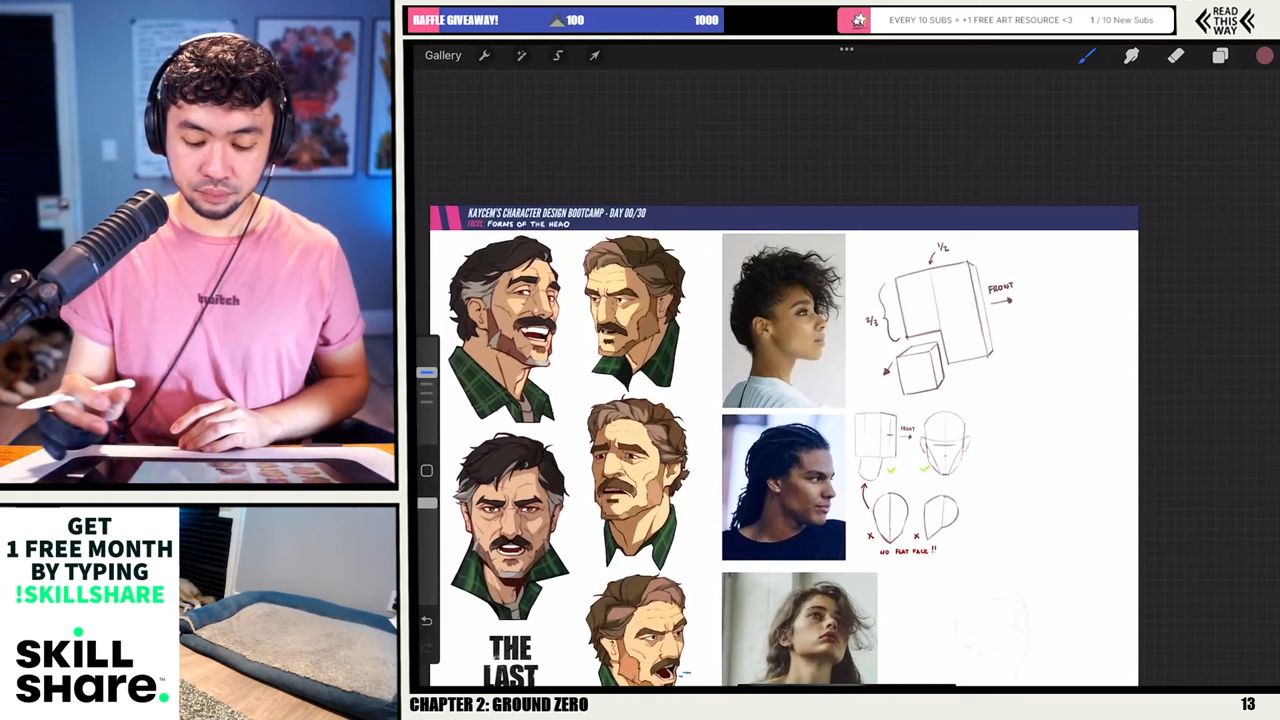 RAFFLE GIVEAWAY!
100
1000
EVERY 10 SUBS = +1 FREE ART RESOURCE <3
1 / 10 New Subs
READ
THIS
WAY
Gallery
KAYCEM'S CHARACTER DESIGN BOOTCAMP - DAY 00/30
FOCUS: FORMS OF THE HEAD
1/2
FRONT
2/3
FRONT
NO FLAT FACE!!
THE
LAST
twitch
GET
1 FREE MONTH
BY TYPING
!SKILLSHARE
SKILL
SHARE.
CHAPTER 2: GROUND ZERO
13